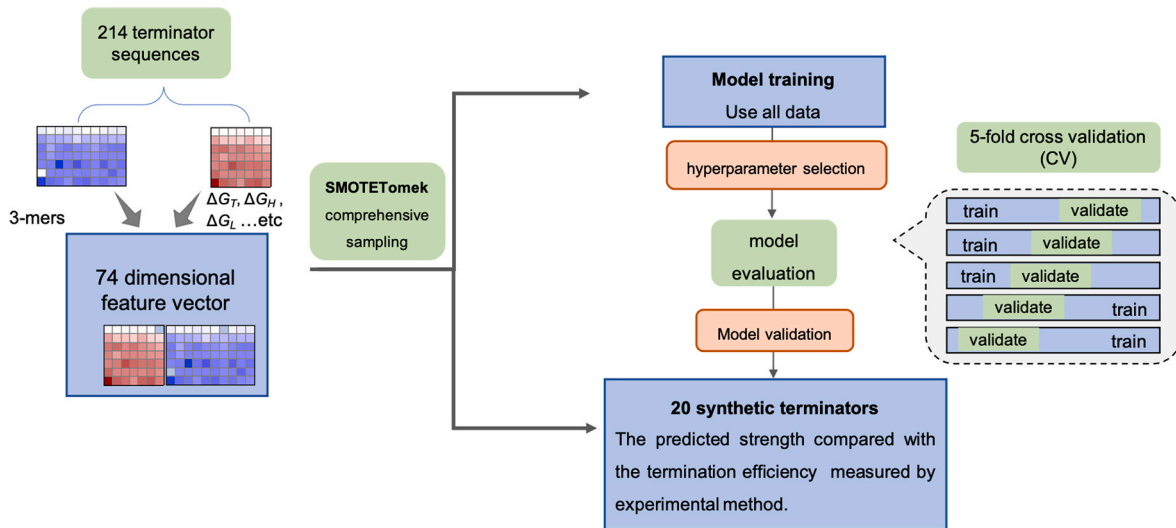 214 terminator
sequences
3-mers
ΔG_T, ΔG_H ,
ΔG_L …etc
74 dimensional
feature vector
SMOTETomek
comprehensive
sampling
Model training
Use all data
hyperparameter selection
model
evaluation
Model validation
20 synthetic terminators
The predicted strength compared with
the termination efficiency measured by
experimental method.
5-fold cross validation
(CV)
train validate
train validate
train validate
validate train
validate train